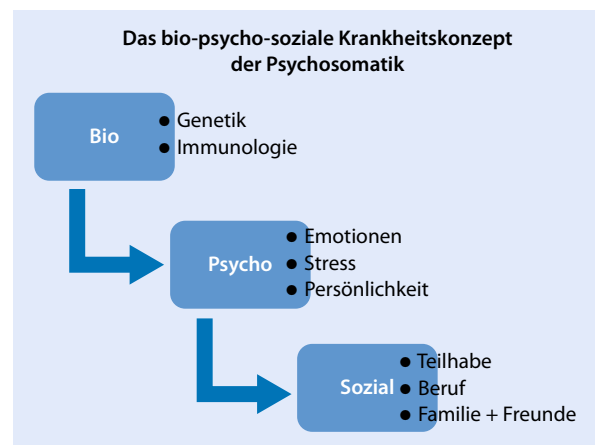 Das bio-psycho-soziale Krankheitskonzept
der Psychosomatik
Bio
● Genetik
● Immunologie
Psycho
● Emotionen
● Stress
● Persönlichkeit
Sozial
● Teilhabe
● Beruf
● Familie + Freunde